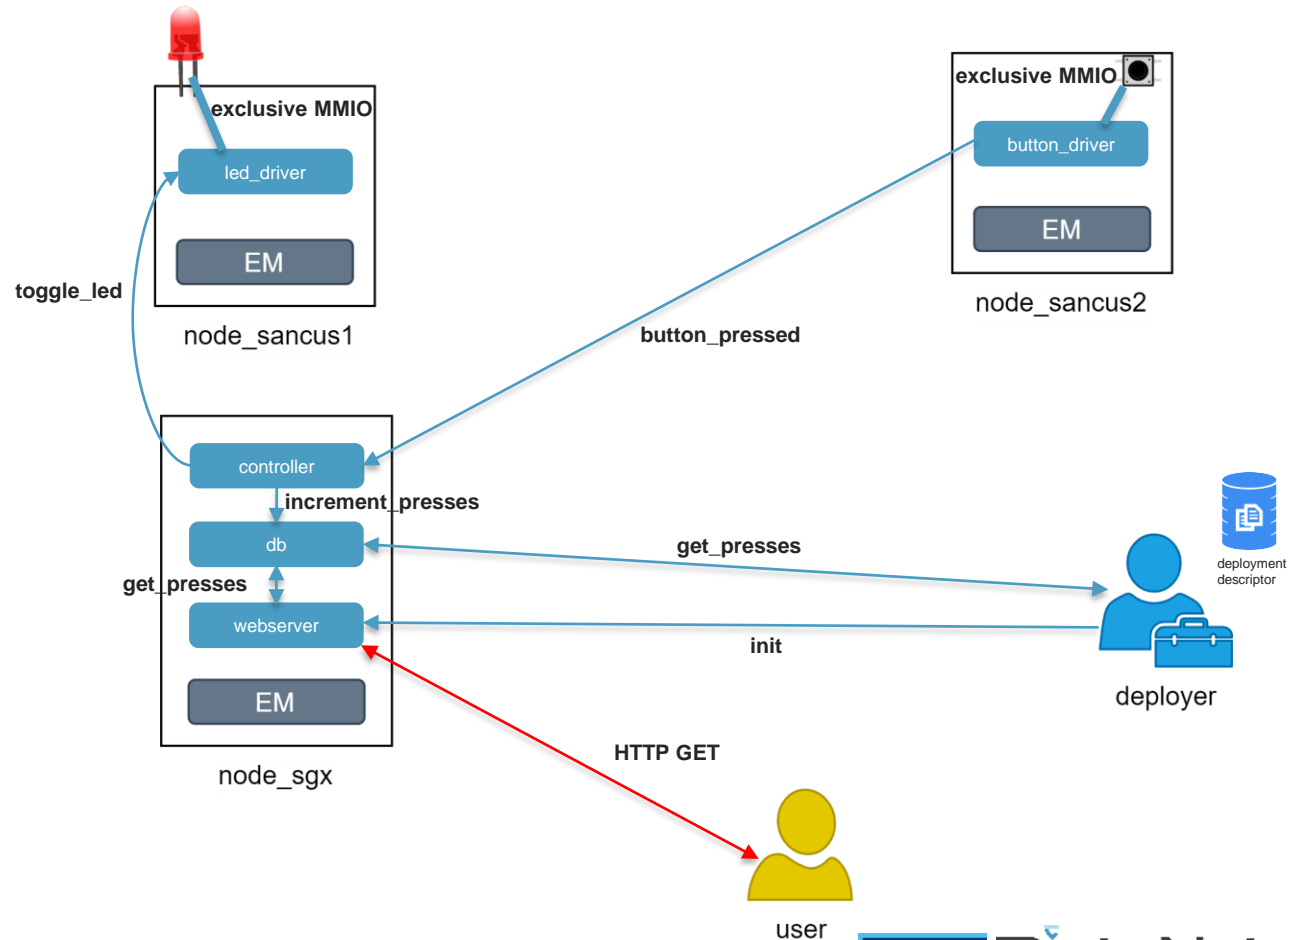 exclusive MMIO
led_driver
EM
node_sancus1
exclusive MMIO
button_driver
EM
node_sancus2
toggle_led
button_pressed
controller
increment_presses
db
get_presses
webserver
EM
node_sgx
get_presses
init
deployment
descriptor
deployer
HTTP GET
user